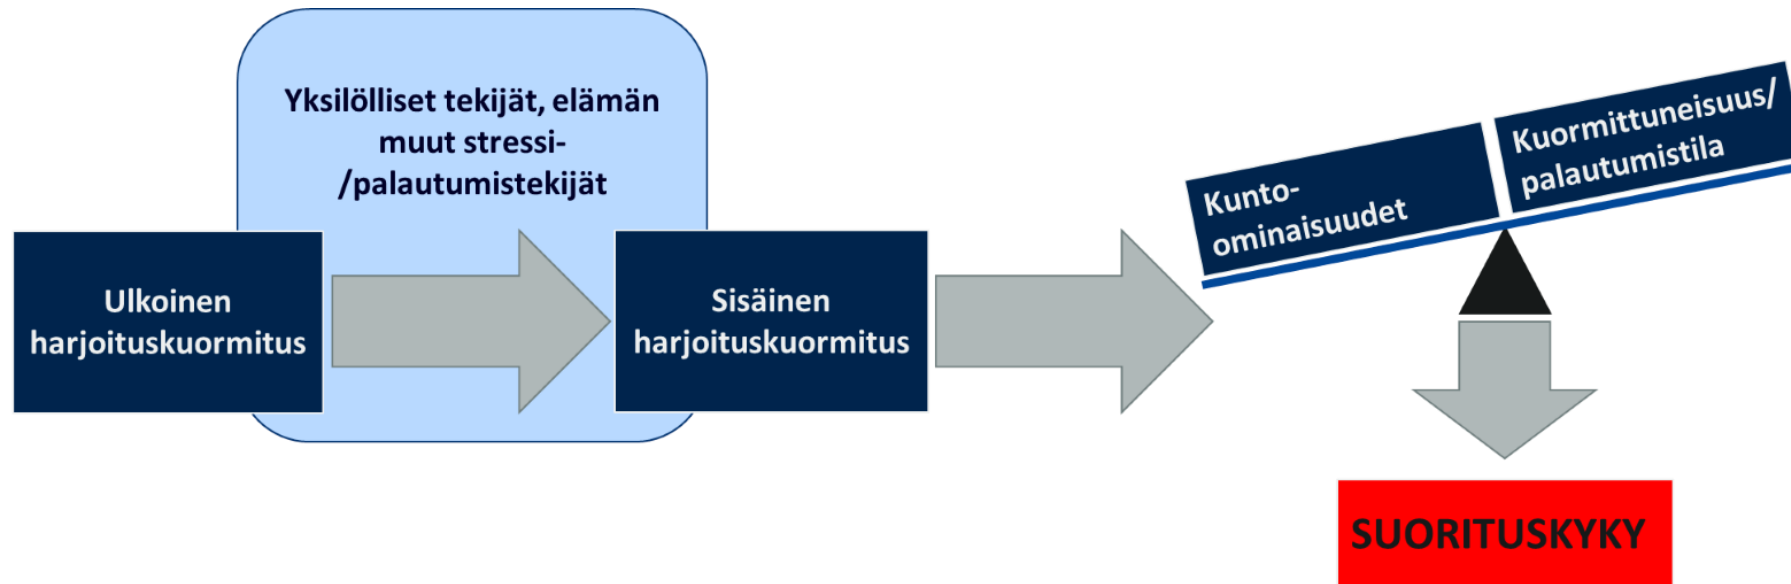 Yksilölliset tekijät, elämän
muut stressi-
/palautumistekijät
Ulkoinen
harjoituskuormitus
Sisäinen
harjoituskuormitus
Kunto-
ominaisuudet
Kuormittuneisuus/
palautumistila
SUORITUSKYKY